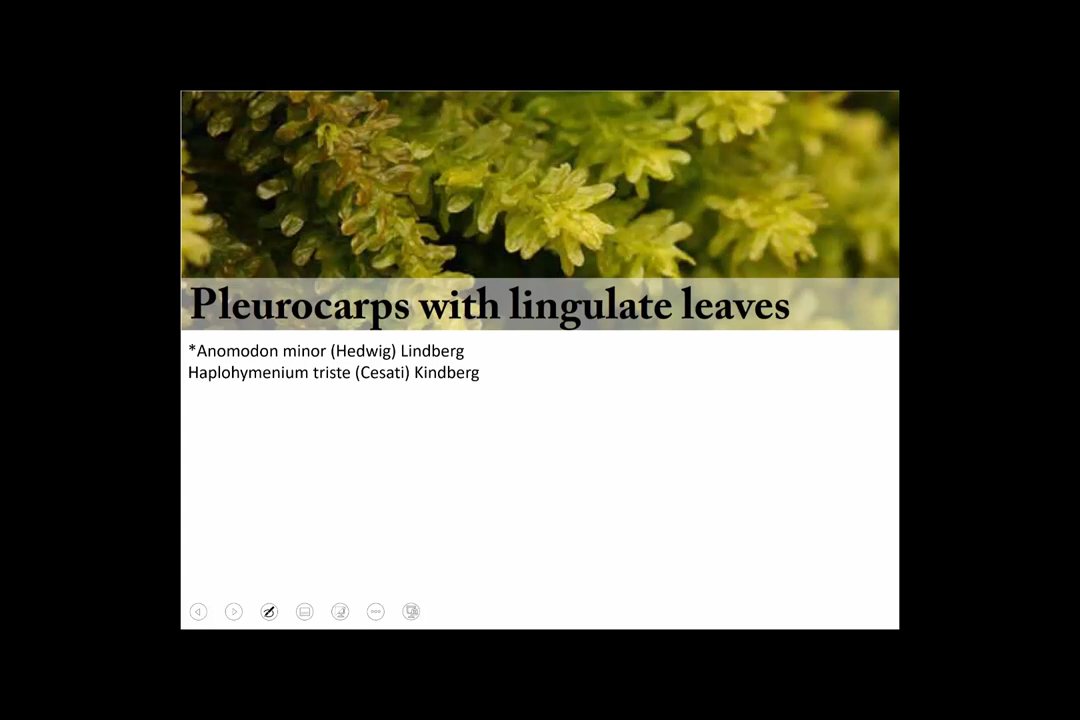 Pleurocarps with lingulate leaves
*Anomodon minor (Hedwig) Lindberg
Haplohymenium triste (Cesati) Kindberg